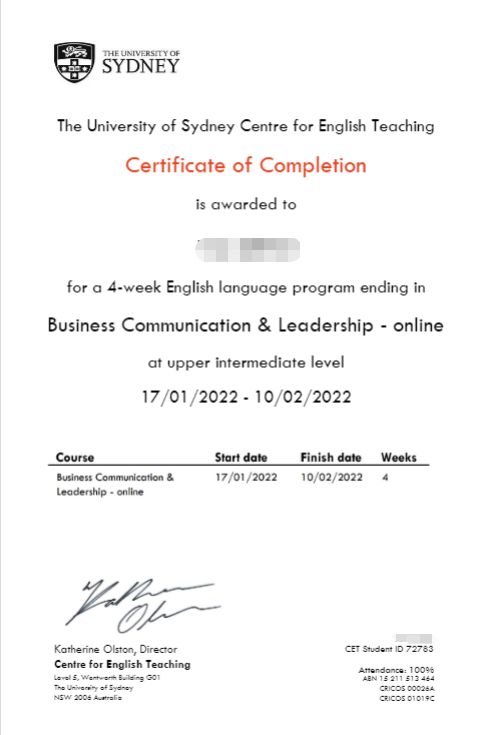 THE UNIVERSITY OF
SYDNEY
The University of Sydney Centre for English Teaching
Certificate of Completion
is awarded to
for a 4-week English language program ending in
Business Communication & Leadership - online
at upper intermediate level
17/01/2022 - 10/02/2022
Course Start date Finish date Weeks
Business Communication & 17/01/2022 10/02/2022 4
Leadership - online
Katherine Olston, Director
Centre for English Teaching
Level 5, Wentworth Building G01
The University of Sydney
NSW 2006 Australia
CET Student ID 72783
Attendance: 100%
ABN 15 211 513 464
CRICOS 00026A
CRICOS 01019C